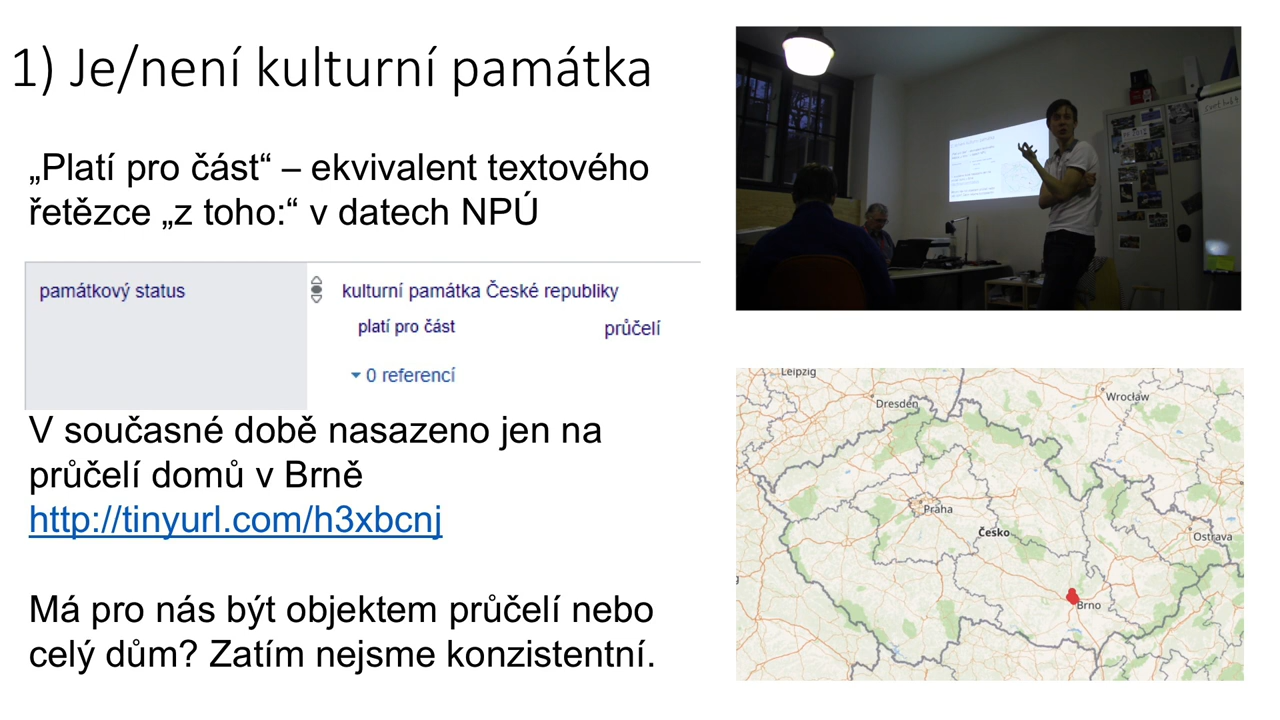 1) Je/není kulturní památka
„Platí pro část“ – ekvivalent textového
řetězce „z toho:“ v datech NPÚ
památkový status
kulturní památka České republiky
platí pro část
průčelí
0 referencí
V současné době nasazeno jen na
průčelí domů v Brně
http://tinyurl.com/h3xbcnj
Má pro nás být objektem průčelí nebo
celý dům? Zatím nejsme konzistentní.
Leipzig
Dresden
Wrocław
Praha
Česko
Ostrava
Brno